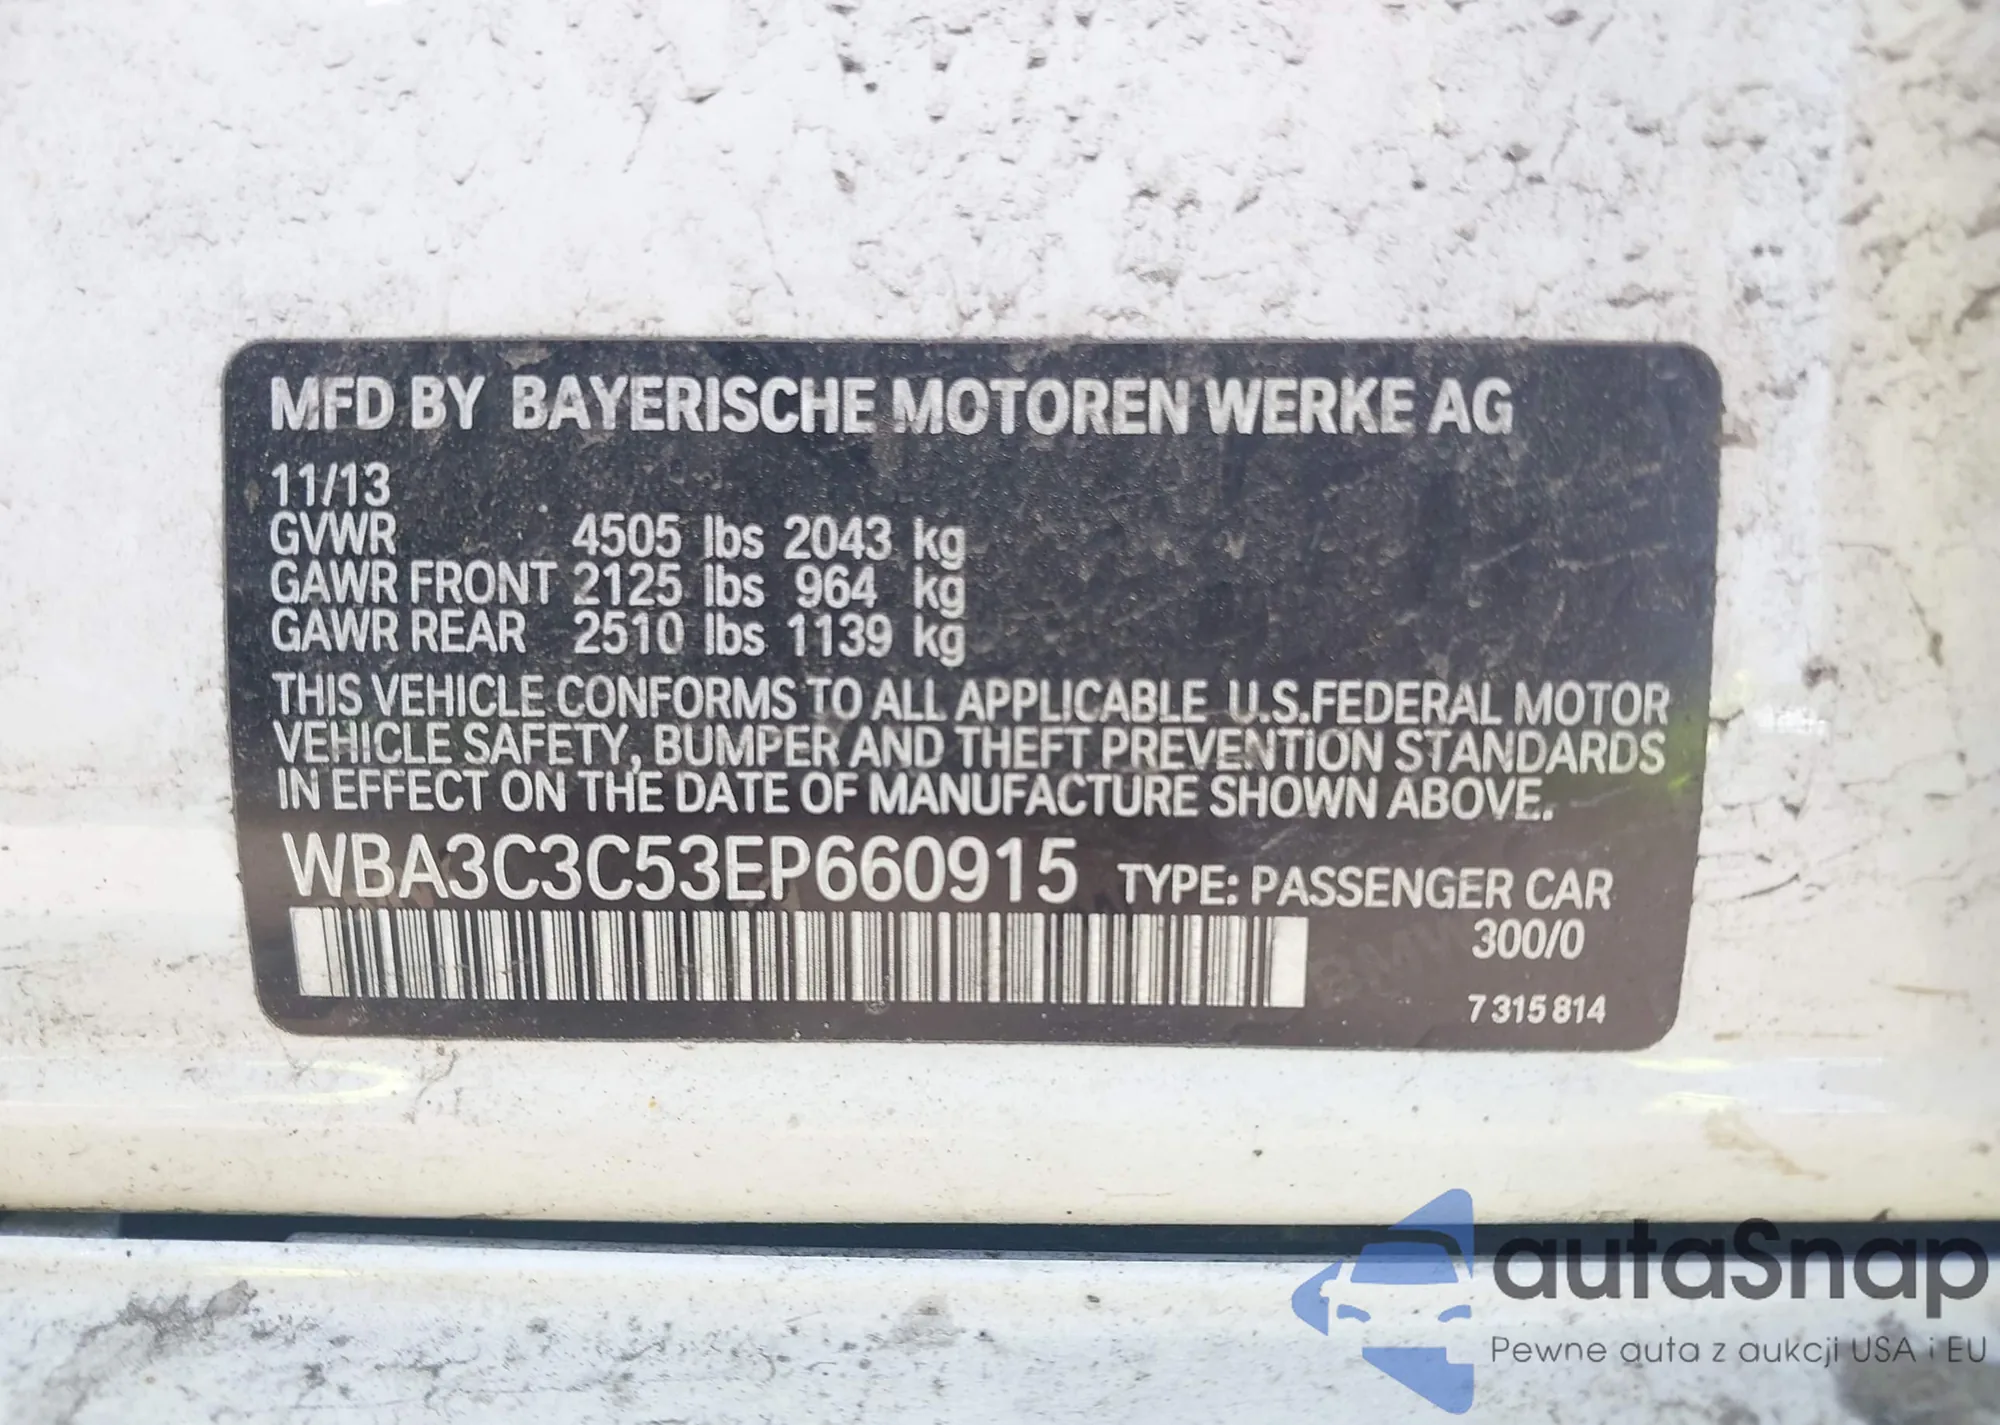 MFD BY BAYERISCHE MOTOREN WERKE AG
11/13
GVWR 4505 lbs 2043 kg
GAWR FRONT 2125 lbs 964 kg
GAWR REAR 2510 lbs 1139 kg
THIS VEHICLE CONFORMS TO ALL APPLICABLE U.S.FEDERAL MOTOR
VEHICLE SAFETY, BUMPER AND THEFT PREVENTION STANDARDS
IN EFFECT ON THE DATE OF MANUFACTURE SHOWN ABOVE.
WBA3C3C53EP660915 TYPE: PASSENGER CAR
300/0
7 315 814
autaSnap
Pewne auta z aukcji USA i EU